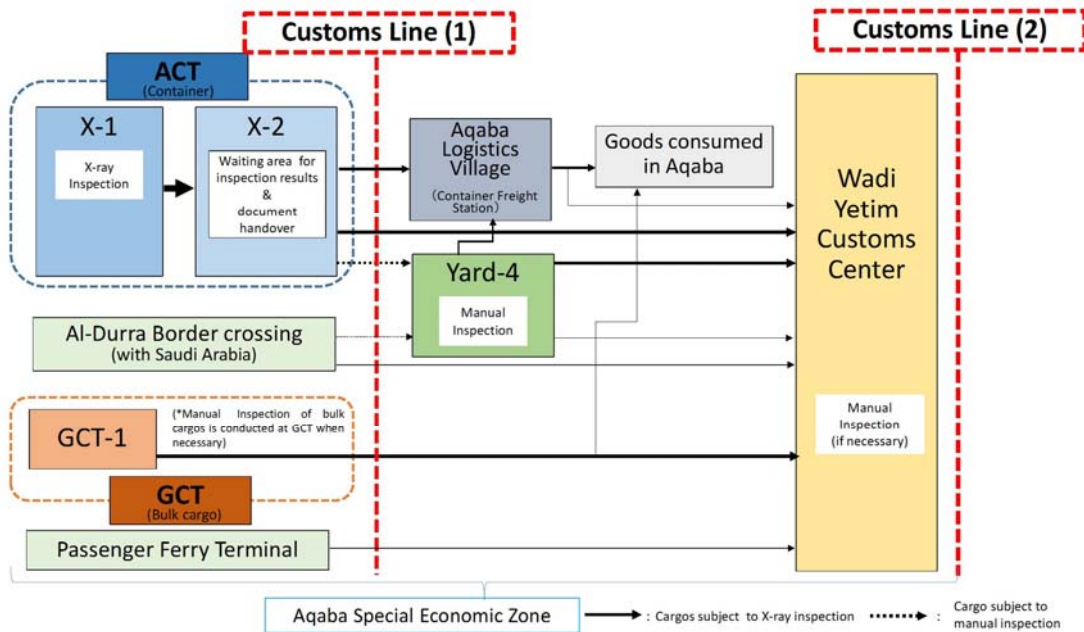 Customs Line (1)
Customs Line (2)
ACT
(Container)
X-1
X-ray
Inspection
X-2
Waiting area for
inspection results
&
document
handover
Aqaba
Logistics
Village
(Container Freight
Station)
Goods consumed
in Aqaba
Wadi
Yetim
Customs
Center
Yard-4
Manual
Inspection
Al-Durra Border crossing
(with Saudi Arabia)
GCT-1
(*Manual Inspection of bulk
cargos is conducted at GCT when
necessary)
Manual
Inspection
(if necessary)
GCT
(Bulk cargo)
Passenger Ferry Terminal
Aqaba Special Economic Zone
: Cargos subject to X-ray inspection
: Cargo subject to
manual inspection